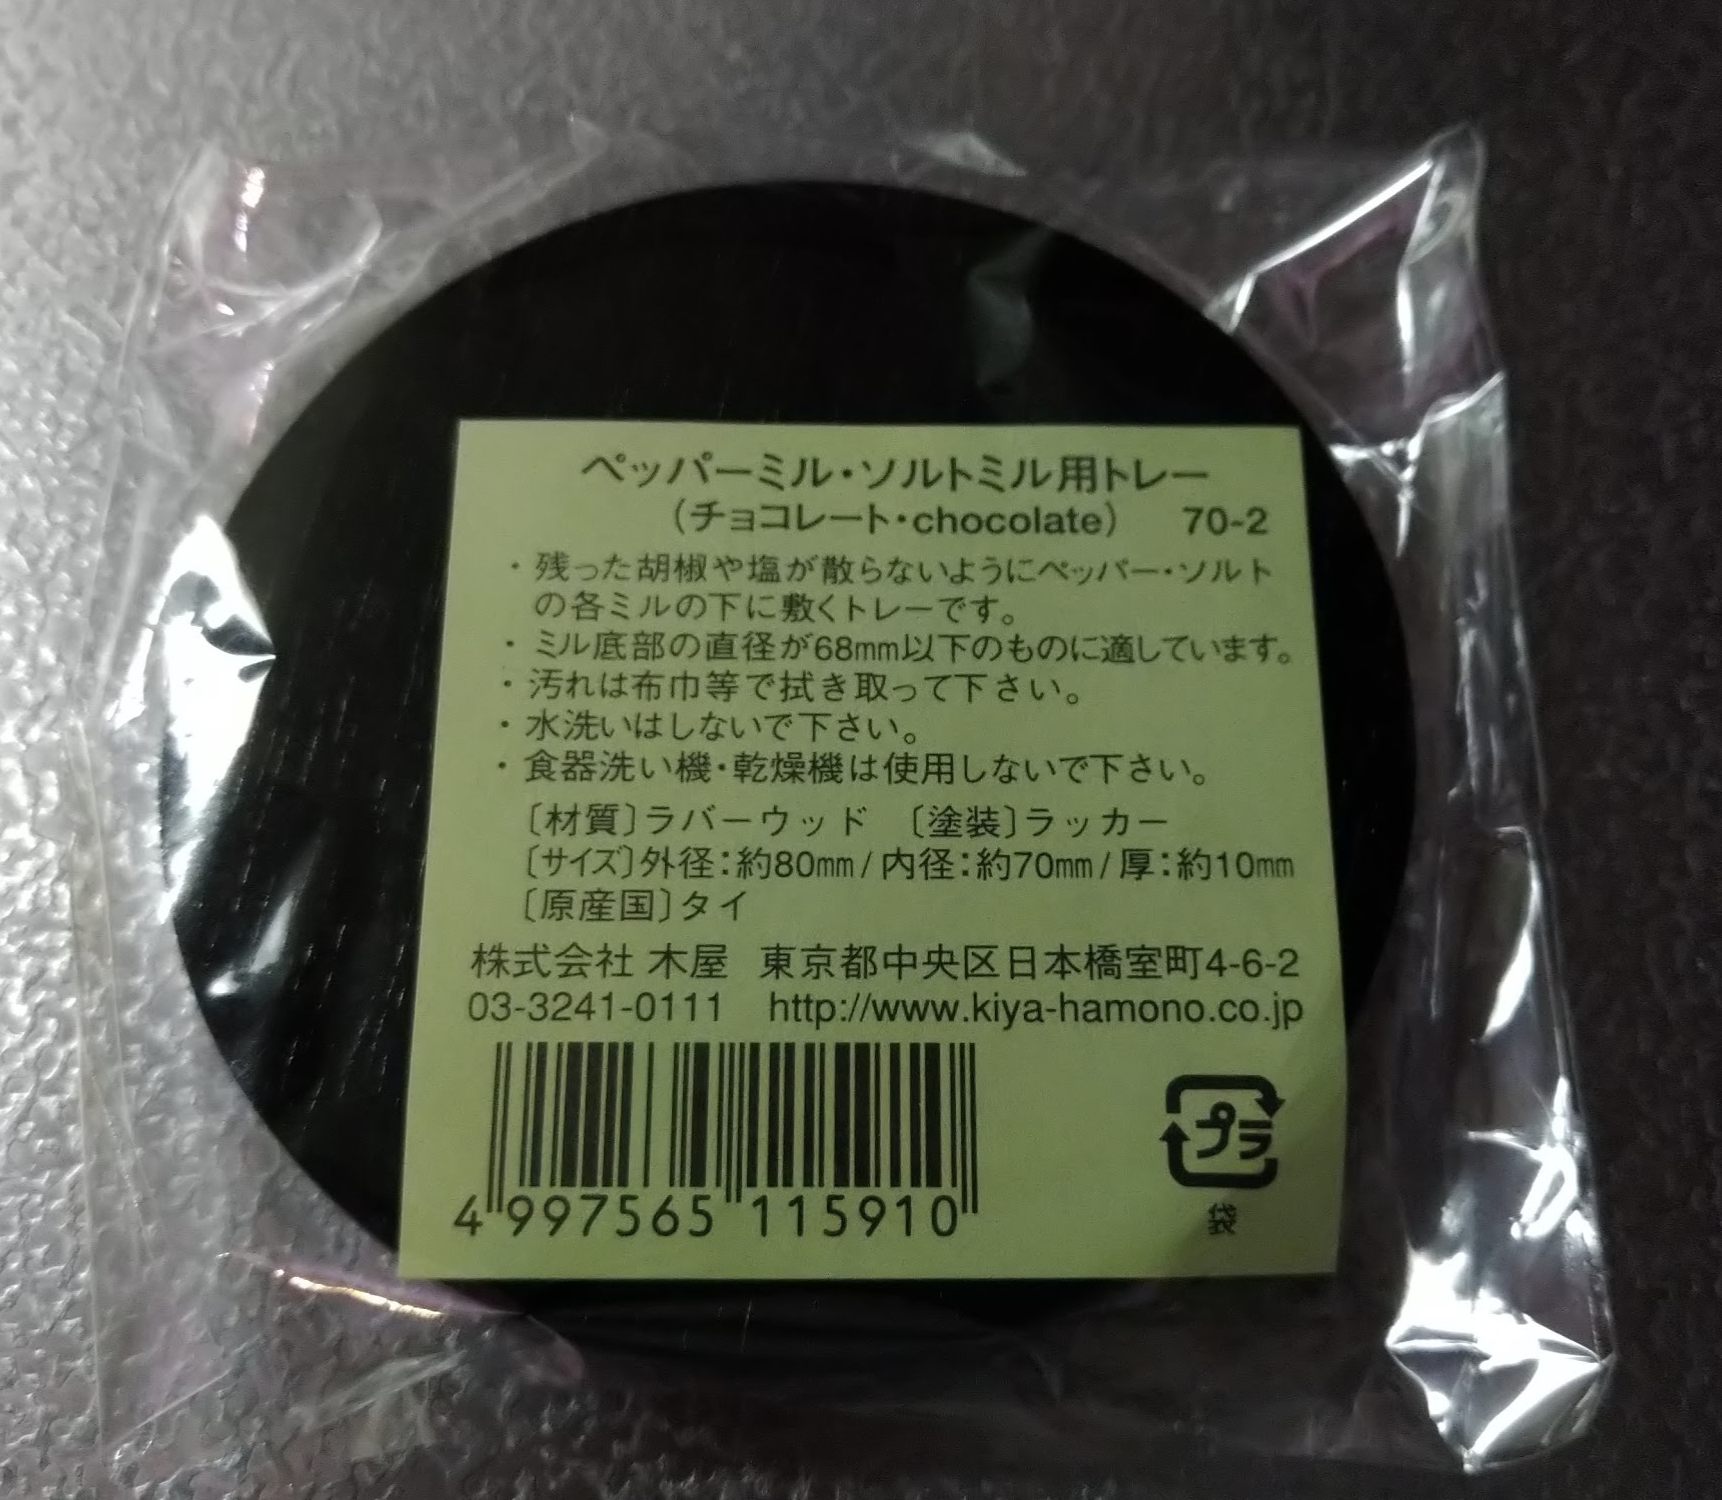 ペッパーミル・ソルトミル用トレー
(チョコレート・chocolate) 70-2
・残った胡椒や塩が散らないようにペッパー・ソルト
の各ミルの下に敷くトレーです。
・ミル底部の直径が68mm以下のものに適しています。
・汚れは布巾等で拭き取って下さい。
・水洗いはしないで下さい。
・食器洗い機・乾燥機は使用しないで下さい。
〔材質〕ラバーウッド 〔塗装〕ラッカー
〔サイズ〕外径：約80mm / 内径：約70mm / 厚：約10mm
〔原産国〕タイ
株式会社 木屋 東京都中央区日本橋室町4-6-2
03-3241-0111 http://www.kiya-hamono.co.jp
プラ
4 997565 115910
袋